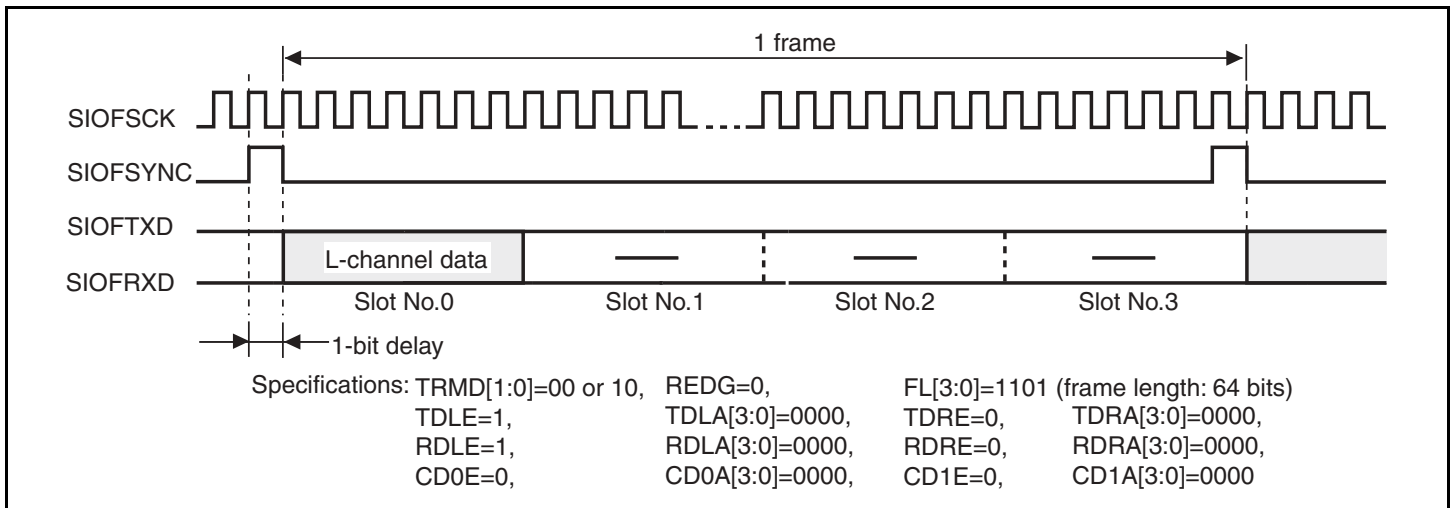 1 frame
SIOFSCK
SIOFSYNC
SIOFTXD
L-channel data
SIOFRXD
Slot No.0 Slot No.1 Slot No.2 Slot No.3
1-bit delay
Specifications: TRMD[1:0]=00 or 10, REDG=0, FL[3:0]=1101 (frame length: 64 bits)
TDLE=1, TDLA[3:0]=0000, TDRE=0, TDRA[3:0]=0000,
RDLE=1, RDLA[3:0]=0000, RDRE=0, RDRA[3:0]=0000,
CD0E=0, CD0A[3:0]=0000, CD1E=0, CD1A[3:0]=0000